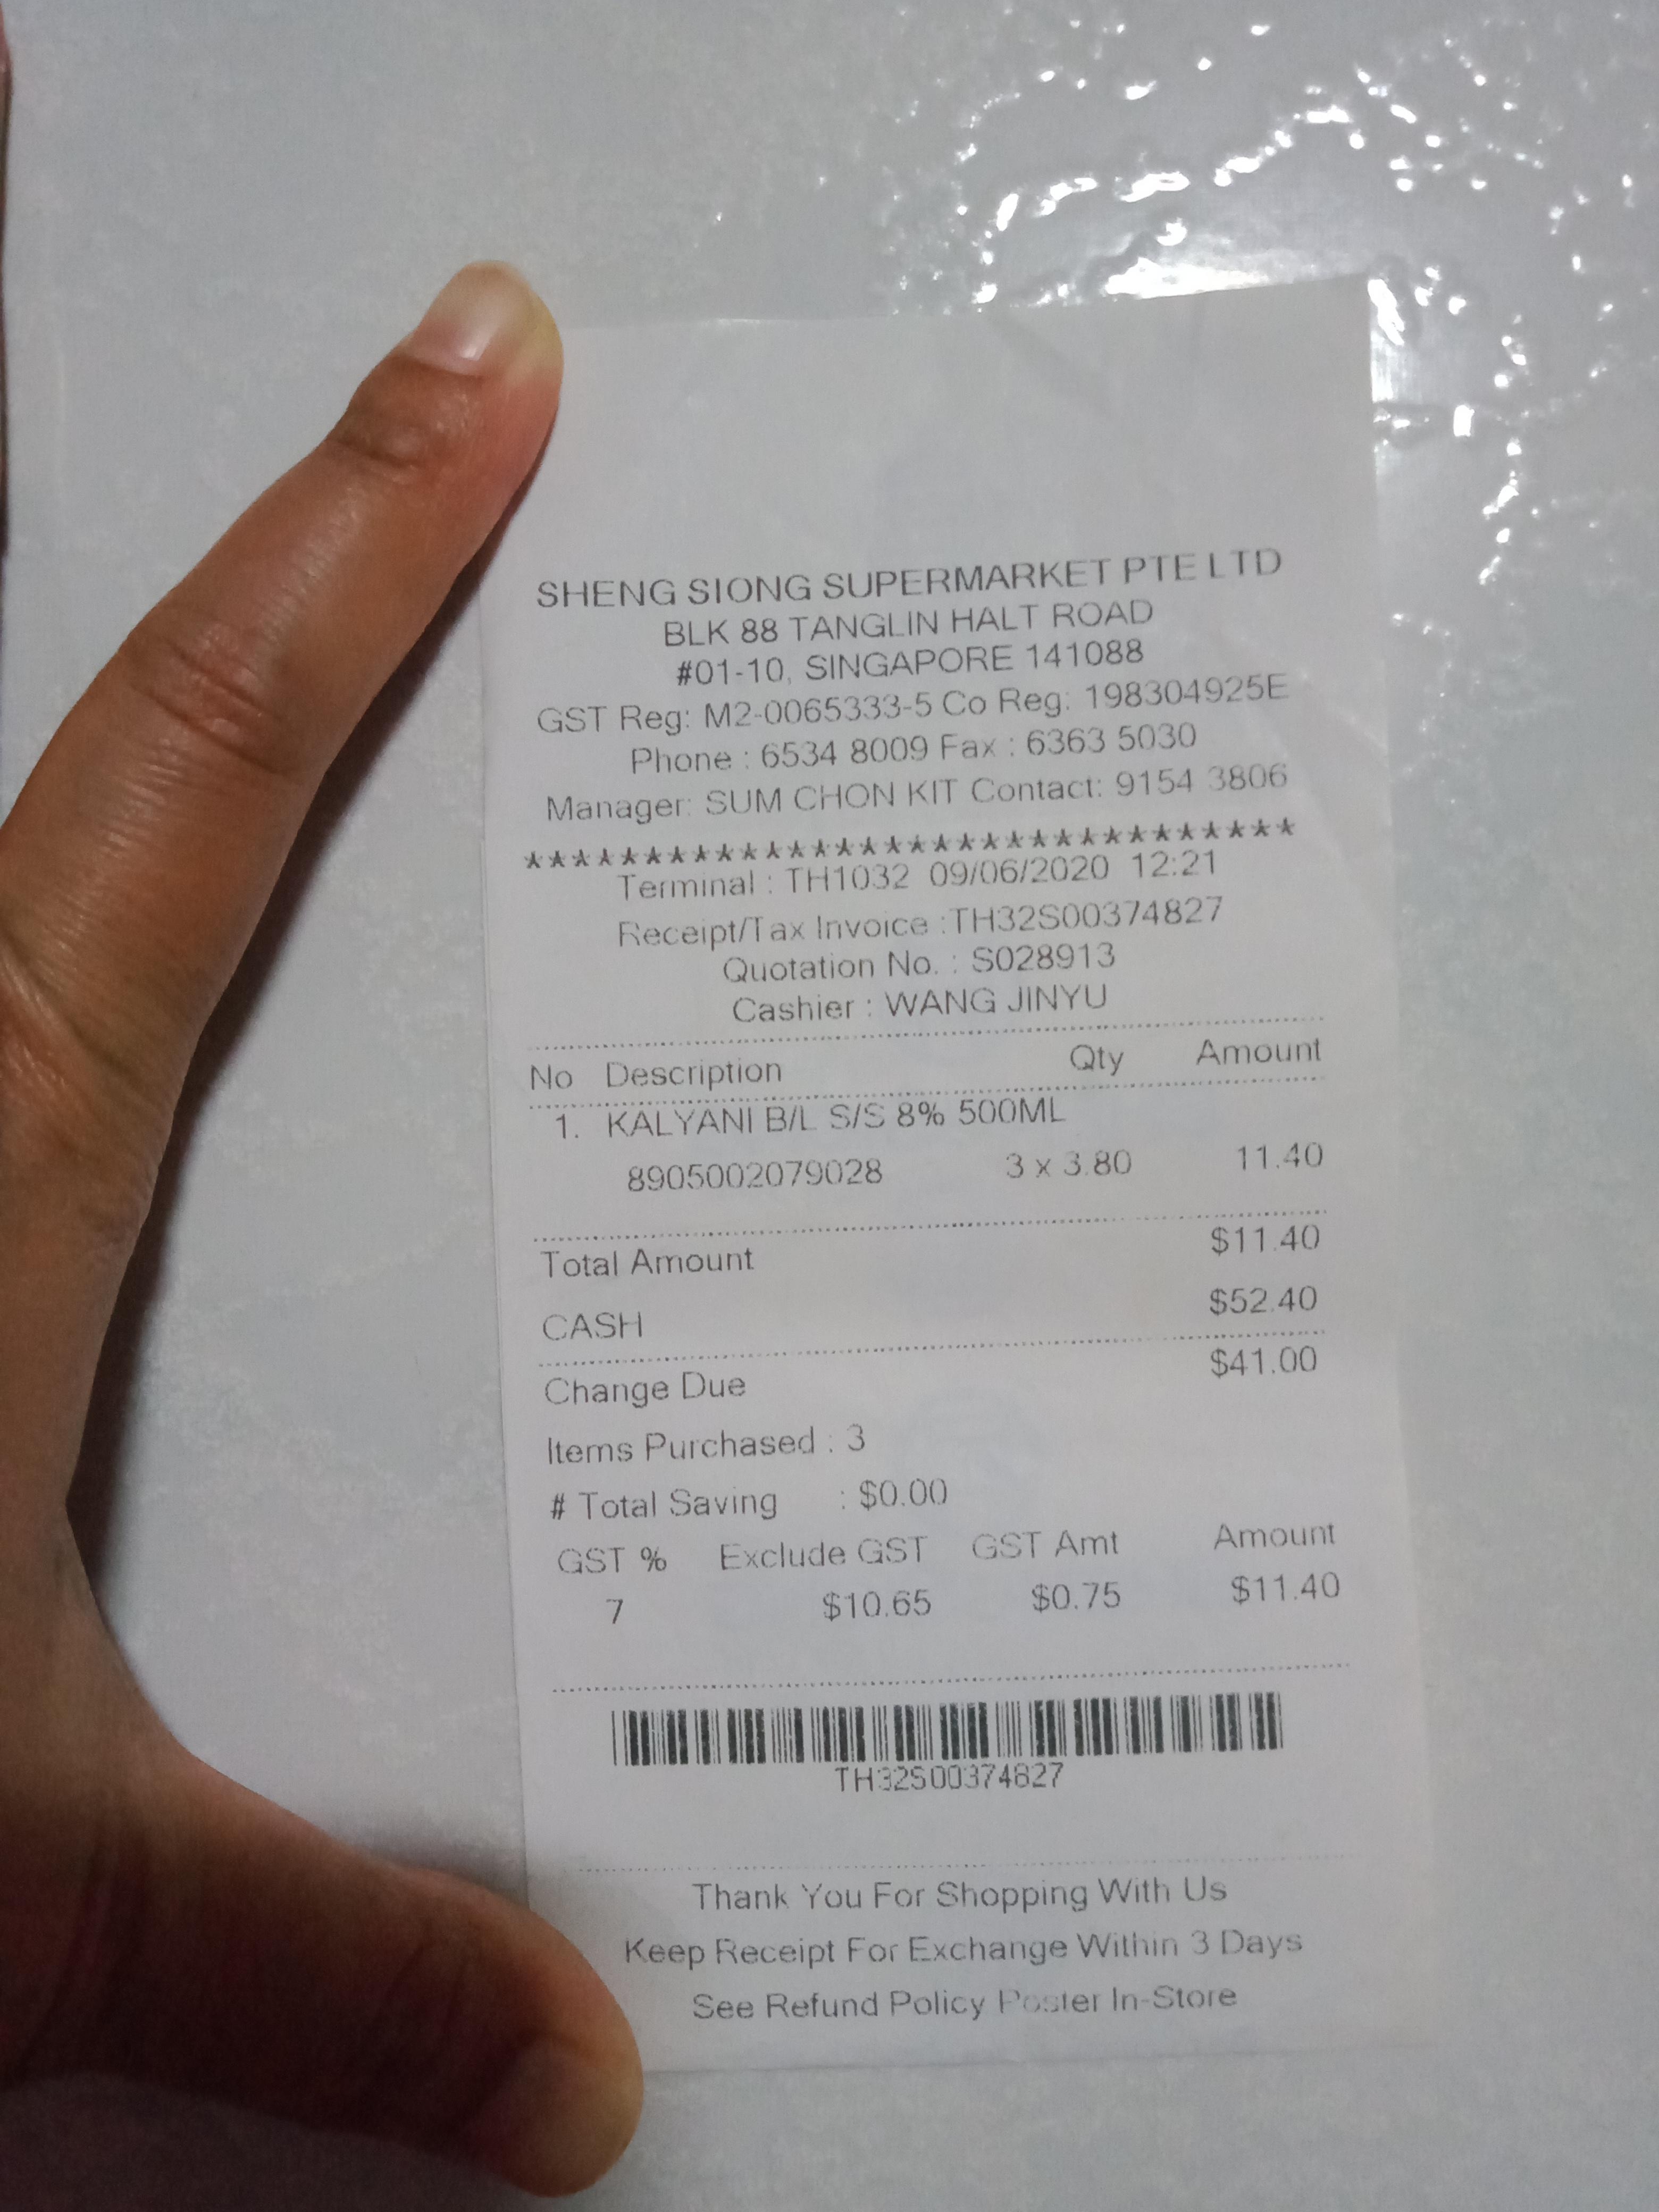 SHENG SIONG SUPERMARKET PTE LTD
BLK 88 TANGLIN HALT ROAD
#01-10, SINGAPORE 141088
GST Reg: M2-0065333-5 Co Reg: 198304925E
Phone : 6534 8009 Fax : 6363 5030
Manager: SUM CHON KIT Contact: 9154 3806
********************************
Terminal : TH1032 09/06/2020 12:21
Receipt/Tax Invoice :TH32S00374827
Quotation No. : S028913
Cashier : WANG JINYU
No Description Qty Amount
1. KALYANI B/L S/S 8% 500ML
8905002079028 3 x 3.80 11.40
Total Amount $11.40
CASH $52.40
Change Due $41.00
Items Purchased : 3
# Total Saving : $0.00
GST % Exclude GST GST Amt Amount
7 $10.65 $0.75 $11.40
TH32S00374827
Thank You For Shopping With Us
Keep Receipt For Exchange Within 3 Days
See Refund Policy Poster In-Store